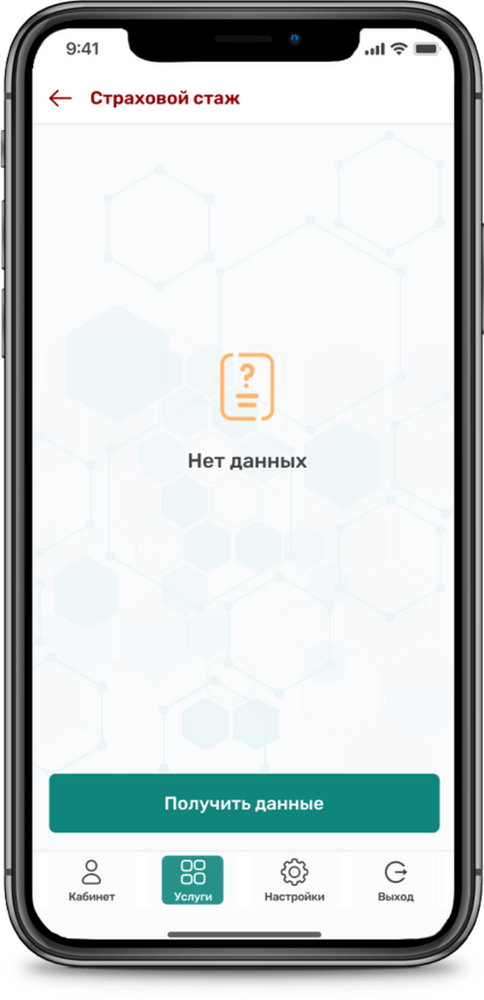 9:41
Страховой стаж
?
Нет данных
Получить данные
Кабинет
Услуги
Настройки
Выход